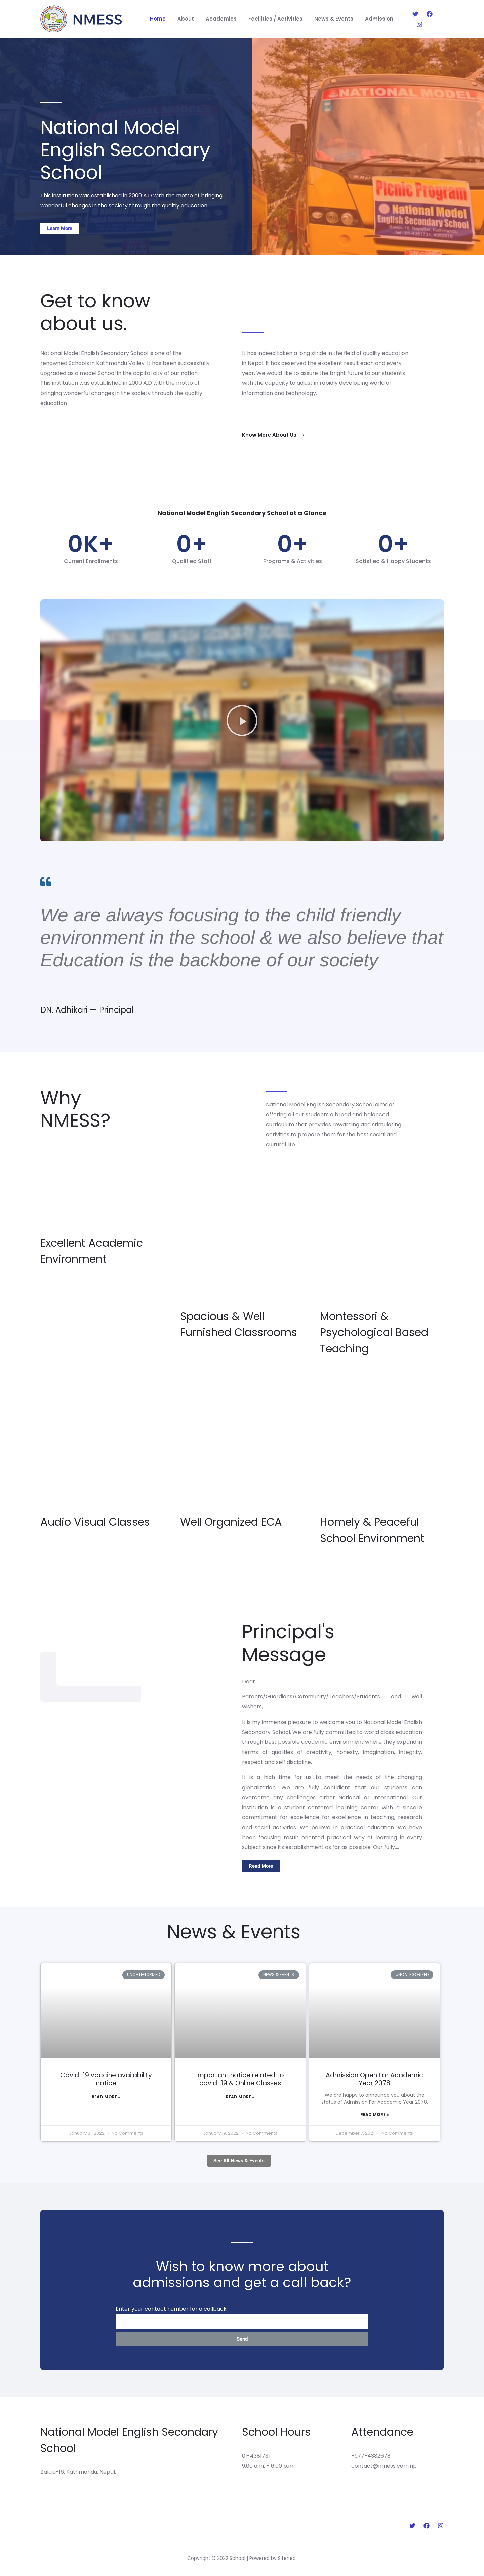 NMESS
Home
About
Academics
Facilities / Activities
News & Events
Admission
National Model
English Secondary
School
This institution was established in 2000 A.D with the motto of bringing
wonderful changes in the society through the quality education
Learn More
Picnic Program
National Model
English Secondary School
Get to know
about us.
National Model English Secondary School is one of the
renowned Schools in Kathmandu Valley. It has been successfully
upgraded as a model School in the capital city of our nation.
This institution was established in 2000 A.D with the motto of
bringing wonderful changes in the society through the quality
education
It has indeed taken a long stride in the field of quality education
in Nepal. It has deserved the excellent result each and every
year. We would like to assure the bright future to our students
with the capacity to adjust in rapidly developing world of
information and technology.
Know More About Us →
National Model English Secondary School at a Glance
0K+
Current Enrollments
0+
Qualified Staff
0+
Programs & Activities
0+
Satisfied & Happy Students
We are always focusing to the child friendly
environment in the school & we also believe that
Education is the backbone of our society
DN. Adhikari — Principal
Why
NMESS?
National Model English Secondary School aims at
offering all our students a broad and balanced
curriculum that provides rewarding and stimulating
activities to prepare them for the best social and
cultural life.
Excellent Academic
Environment
Spacious & Well
Furnished Classrooms
Montessori &
Psychological Based
Teaching
Audio Visual Classes
Well Organized ECA
Homely & Peaceful
School Environment
Principal's
Message
Dear
Parents/Guardians/Community/Teachers/Students and well
wishers,
It is my immense pleasure to welcome you to National Model English
Secondary School. We are fully committed to world class education
through best possible academic environment where they expand in
terms of qualities of creativity, honesty, imagination, integrity,
respect and self discipline.
It is a high time for us to meet the needs of the changing
globalization. We are fully confident that our students can
overcome any challenges either National or International. Our
institution is a student centered learning center with a sincere
commitment for excellence for excellence in teaching, research
and social activities. We believe in practical education. We have
been focusing result oriented practical way of learning in every
subject since its establishment as far as possible. Our fully...
Read More
News & Events
UNCATEGORIZED
Covid-19 vaccine availability
notice
READ MORE »
January 31, 2022 • No Comments
NEWS & EVENTS
Important notice related to
covid-19 & Online Classes
READ MORE »
January 16, 2022 • No Comments
UNCATEGORIZED
Admission Open For Academic
Year 2078
We are happy to announce you about the
status of Admission For Academic Year 2078.
READ MORE »
December 7, 2021 • No Comments
See All News & Events
Wish to know more about
admissions and get a call back?
Enter your contact number for a callback
Send
National Model English Secondary
School
Balaju-16, Kathmandu, Nepal
School Hours
01-4381731
9:00 a.m. – 6:00 p.m.
Attendance
+977-4382678
contact@nmess.com.np
Copyright © 2022 School | Powered by Sitenep.